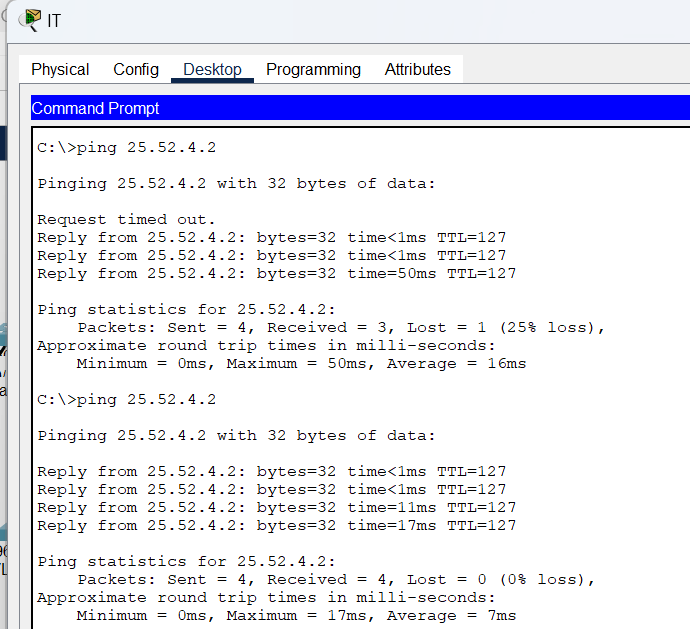 IT
Physical Config Desktop Programming Attributes
Command Prompt
C:\>ping 25.52.4.2
Pinging 25.52.4.2 with 32 bytes of data:
Request timed out.
Reply from 25.52.4.2: bytes=32 time<1ms TTL=127
Reply from 25.52.4.2: bytes=32 time<1ms TTL=127
Reply from 25.52.4.2: bytes=32 time=50ms TTL=127
Ping statistics for 25.52.4.2:
Packets: Sent = 4, Received = 3, Lost = 1 (25% loss),
Approximate round trip times in milli-seconds:
Minimum = 0ms, Maximum = 50ms, Average = 16ms
C:\>ping 25.52.4.2
Pinging 25.52.4.2 with 32 bytes of data:
Reply from 25.52.4.2: bytes=32 time<1ms TTL=127
Reply from 25.52.4.2: bytes=32 time<1ms TTL=127
Reply from 25.52.4.2: bytes=32 time=11ms TTL=127
Reply from 25.52.4.2: bytes=32 time=17ms TTL=127
Ping statistics for 25.52.4.2:
Packets: Sent = 4, Received = 4, Lost = 0 (0% loss),
Approximate round trip times in milli-seconds:
Minimum = 0ms, Maximum = 17ms, Average = 7ms